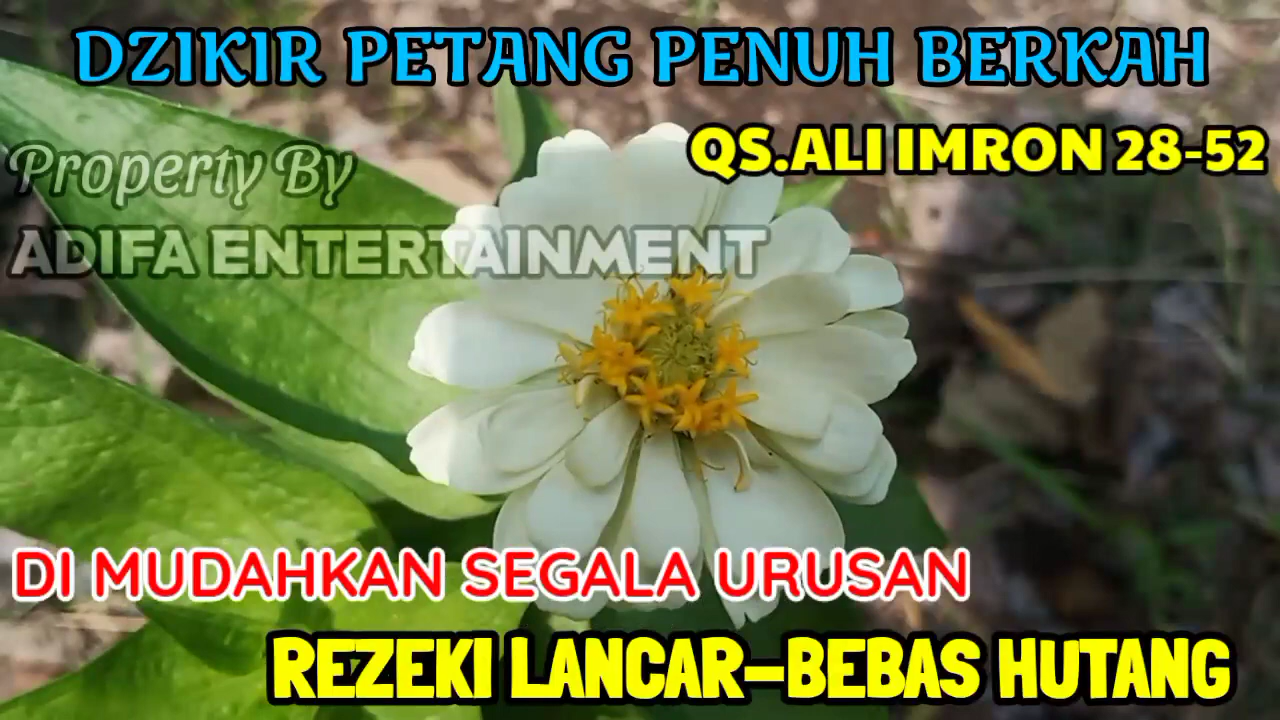 DZIKIR PETANG PENUH BERKAH
QS.ALI IMRON 28-52
Property By
ADIFA ENTERTAINMENT
DI MUDAHKAN SEGALA URUSAN
REZEKI LANCAR-BEBAS HUTANG